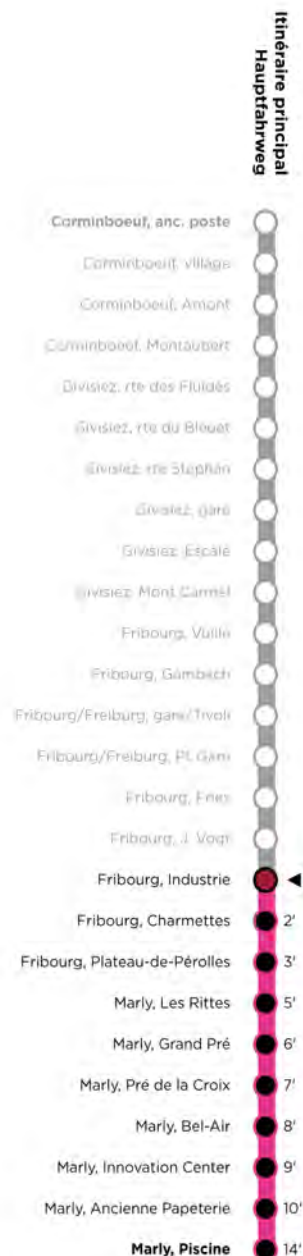 Itinéraire principal
Hauptfahrweg
Corminboeuf, anc. poste
Corminboeuf, village
Corminboeuf, Amont
Corminboeuf, Montaubert
Givisiez, rte des Fluides
Givisiez, rte du Bleuet
Givisiez, rte Stephan
Givisiez, gare
Givisiez, Escale
Givisiez, Mont Carmel
Fribourg, Vuille
Fribourg, Gambach
Fribourg/Freiburg, gare/Tivoli
Fribourg/Freiburg, Pl. Gare
Fribourg, Fries
Fribourg, J. Vogt
Fribourg, Industrie
Fribourg, Charmettes 2'
Fribourg, Plateau-de-Pérolles 3'
Marly, Les Rittes 5'
Marly, Grand Pré 6'
Marly, Pré de la Croix 7'
Marly, Bel-Air 8'
Marly, Innovation Center 9'
Marly, Ancienne Papeterie 10'
Marly, Piscine 14'